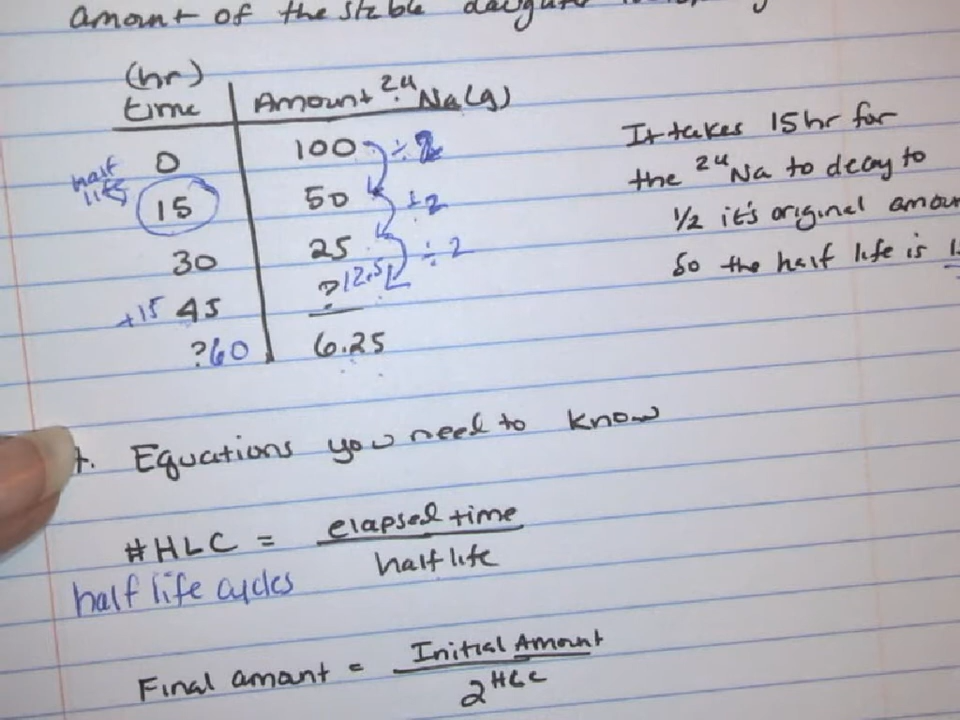 amount of the stable
(hr)
time Amount ²⁴Na(g)
0 100 ÷ 2
half
life
15 50 ÷2
30 25 ÷ 2
+15 45 ? 12.5
?60 6.25
It takes 15 hr for
the ²⁴Na to decay to
1/2 it's original
So the half life is
Equations you need to know
#HLC = elapsed time
half life
half life cycles
Final amount = Initial Amount
2^HLC